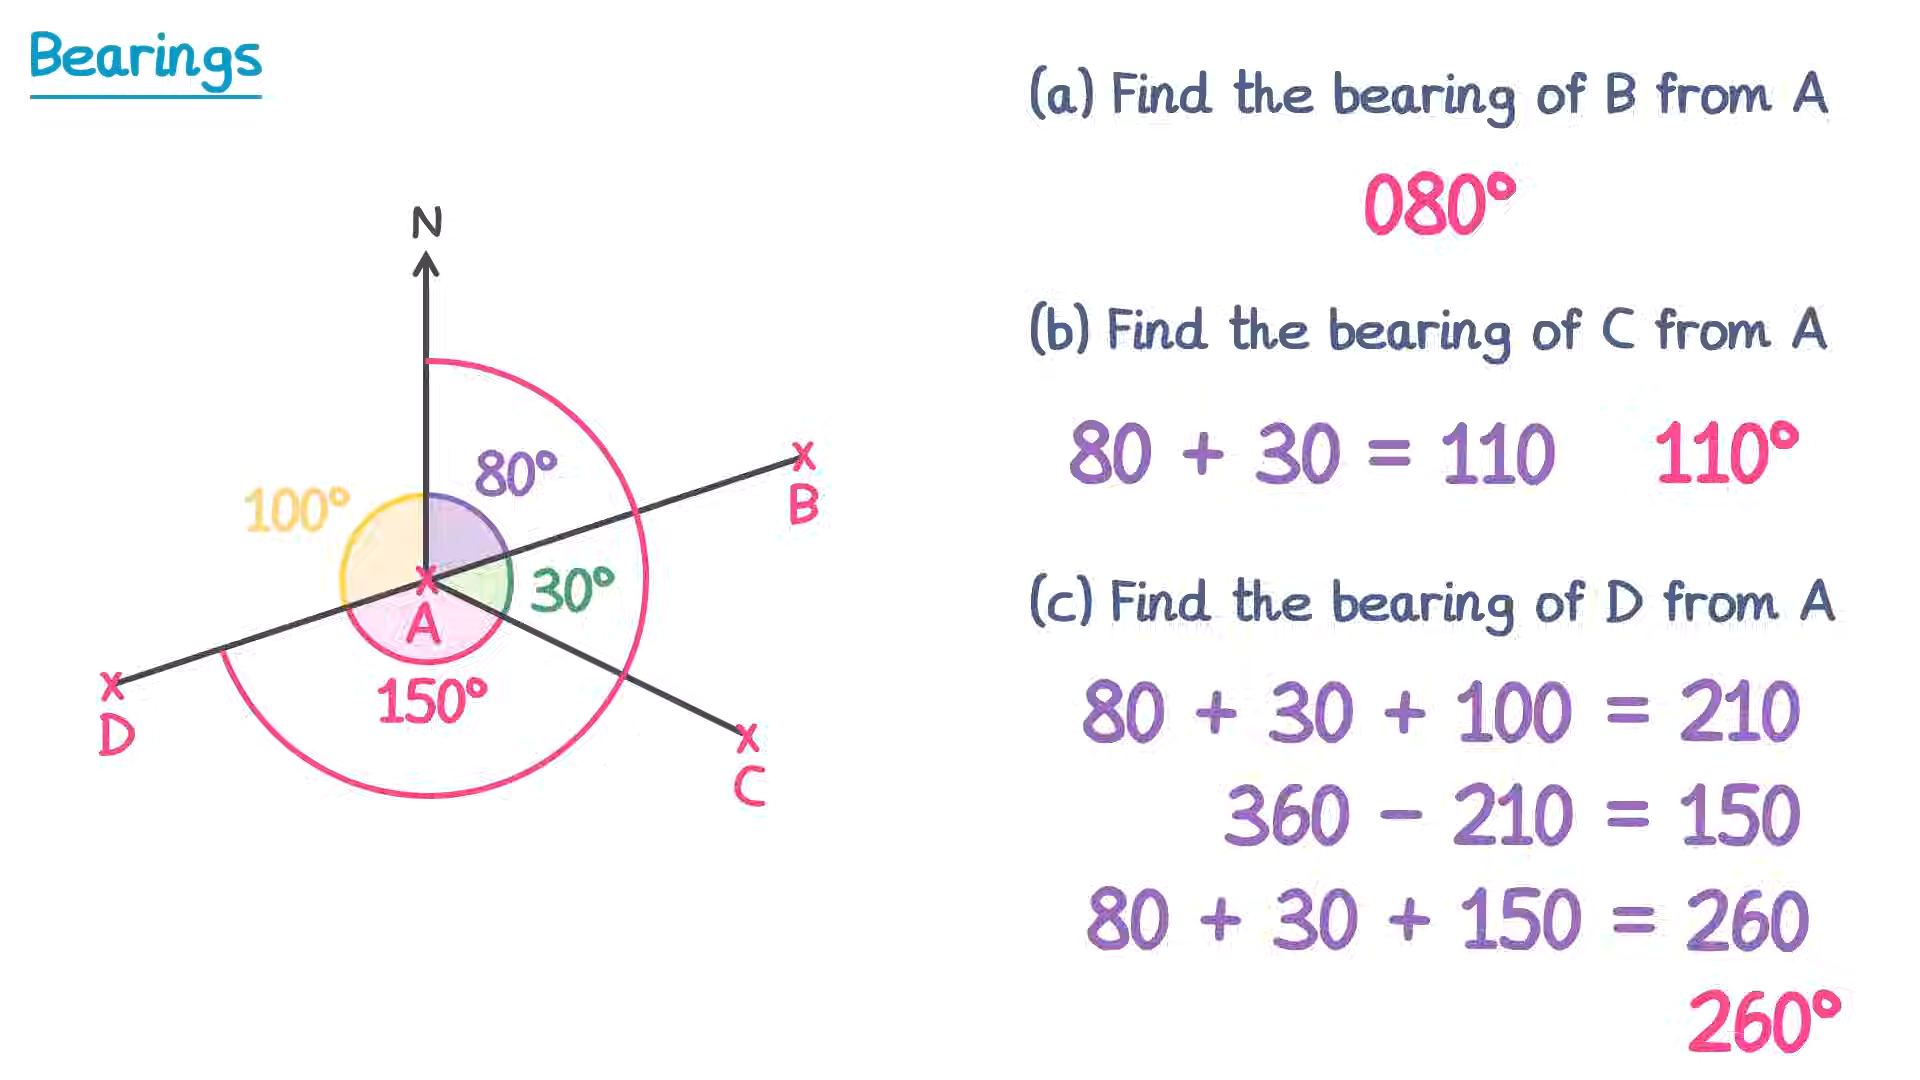 Bearings
(a) Find the bearing of B from A
080°
(b) Find the bearing of C from A
80 + 30 = 110 110°
(c) Find the bearing of D from A
80 + 30 + 100 = 210
360 − 210 = 150
80 + 30 + 150 = 260
260°
N
80°
100°
B
30°
A
150°
D
C